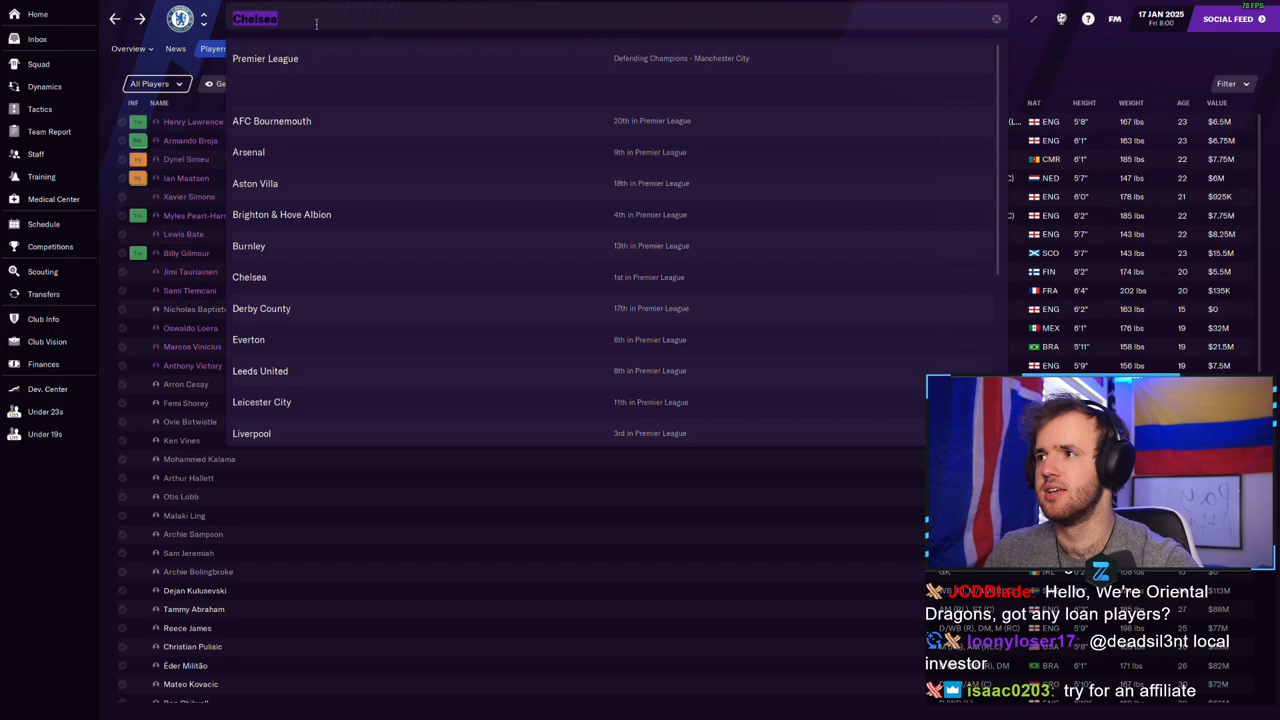 78 FPS
Home
Chelsea
17 JAN 2025
Fri 8:00
SOCIAL FEED
FM
Inbox
Overview
News
Players
Squad
Dynamics
Tactics
Team Report
Staff
Training
Medical Center
Schedule
Competitions
Scouting
Transfers
Club Info
Club Vision
Finances
Dev. Center
Under 23s
Under 19s
All Players
Ge
Filter
INF NAME
NAT HEIGHT WEIGHT AGE VALUE
Premier League Defending Champions - Manchester City
AFC Bournemouth 20th in Premier League
Arsenal 9th in Premier League
Aston Villa 18th in Premier League
Brighton & Hove Albion 4th in Premier League
Burnley 13th in Premier League
Chelsea 1st in Premier League
Derby County 17th in Premier League
Everton 6th in Premier League
Leeds United 8th in Premier League
Leicester City 11th in Premier League
Liverpool 3rd in Premier League
Henry Lawrence
Armando Broja
Dynel Simeu
Ian Maatsen
Xavier Simons
Myles Peart-Harr
Lewis Bate
Billy Gilmour
Jimi Tauriainen
Sami Tlemcani
Nicholas Baptiste
Oswaldo Loera
Marcos Vinicius
Anthony Victory
Arron Cesay
Femi Shorey
Ovie Birtwistle
Ken Vines
Mohammed Kalama
Arthur Hallett
Otis Lobb
Malaki Ling
Archie Sampson
Sam Jeremiah
Archie Bolingbroke
Dejan Kulusevski
Tammy Abraham
Reece James
Christian Pulisic
Éder Militão
Mateo Kovacic
ENG 5'8" 167 lbs 23 $6.5M
ENG 6'1" 163 lbs 23 $6.75M
CMR 6'1" 185 lbs 22 $7.75M
NED 5'7" 147 lbs 22 $6M
ENG 6'0" 178 lbs 21 $925K
ENG 6'2" 185 lbs 22 $7.75M
ENG 5'7" 143 lbs 22 $8.25M
SCO 5'7" 143 lbs 23 $15.5M
FIN 6'2" 174 lbs 20 $5.5M
FRA 6'4" 202 lbs 20 $135K
ENG 6'2" 163 lbs 15 $0
MEX 6'1" 176 lbs 19 $32M
BRA 5'11" 158 lbs 19 $21.5M
ENG 5'9" 156 lbs 19 $7.5M
JCDBlade: Hello, We're Oriental
Dragons, got any loan players?
loonyloser17: @deadsil3nt local
investor
isaac0203: try for an affiliate